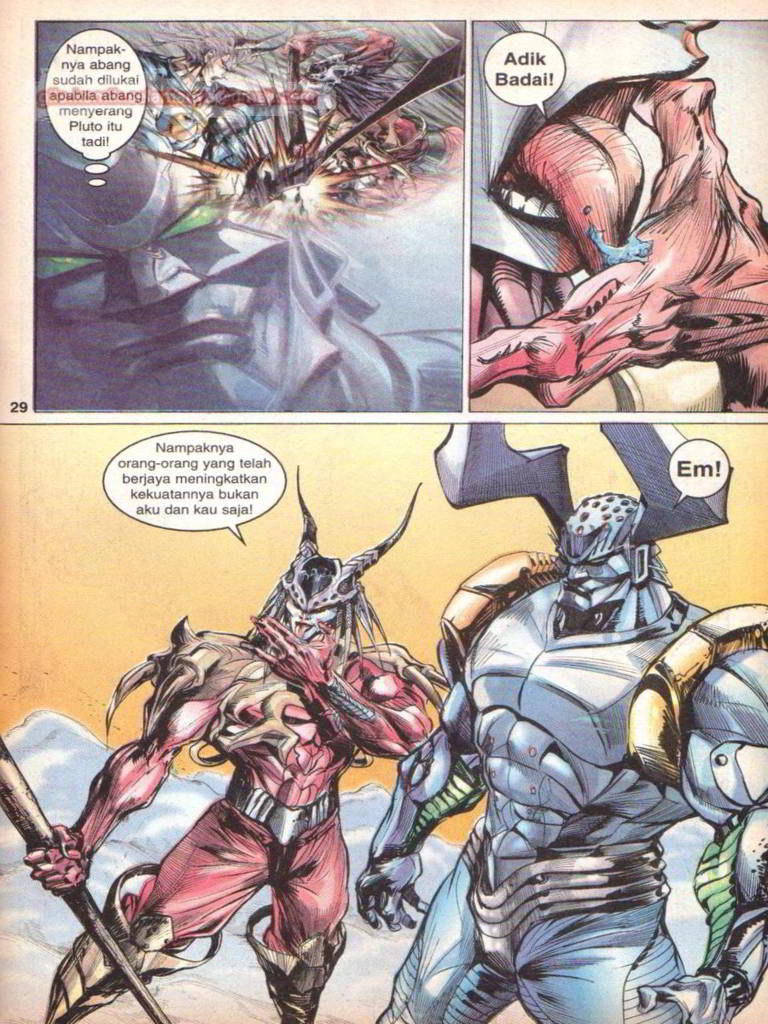 Nampak-
nya abang
sudah dilukai
apabila abang
menyerang
Pluto itu
tadi!
Adik
Badai!
29
Nampaknya
orang-orang yang telah
berjaya meningkatkan
kekuatannya bukan
aku dan kau saja!
Em!